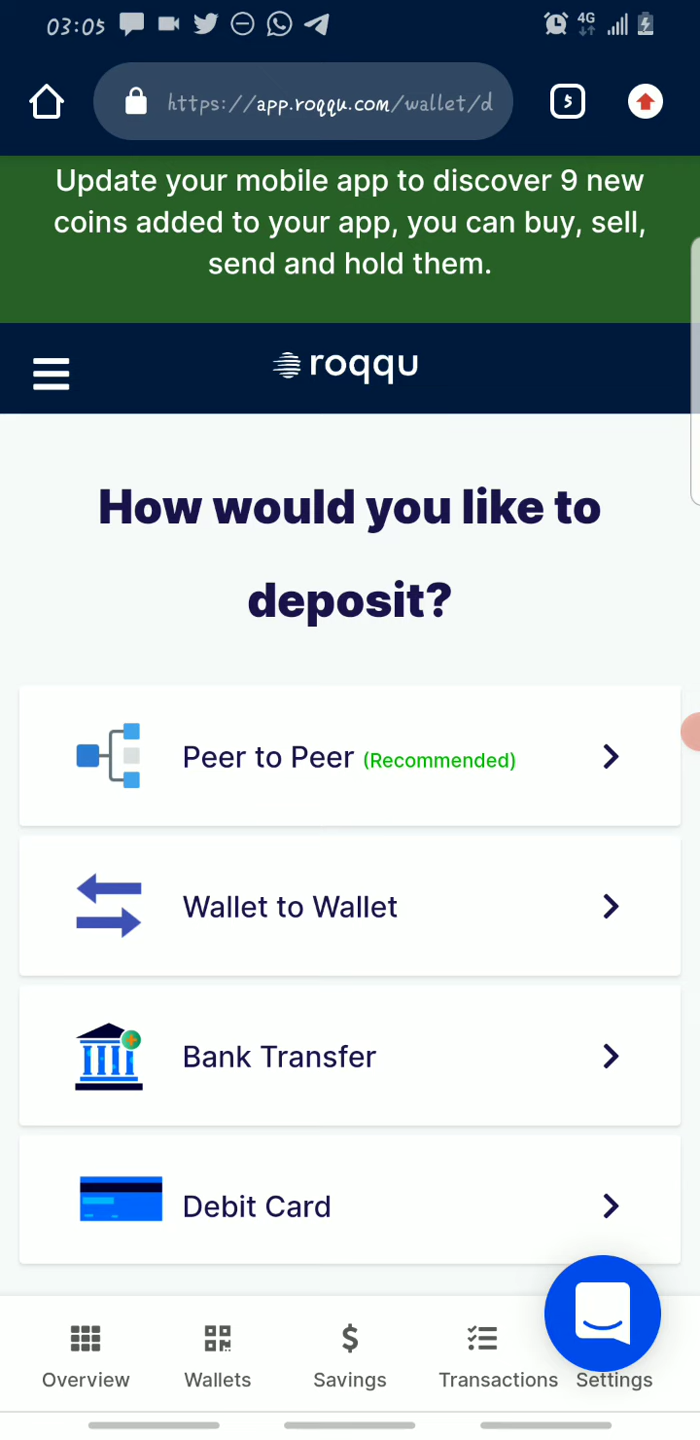 03:05
4G
https://app.roqqu.com/wallet/d
5
Update your mobile app to discover 9 new
coins added to your app, you can buy, sell,
send and hold them.
roqqu
How would you like to
deposit?
Peer to Peer (Recommended)
Wallet to Wallet
Bank Transfer
Debit Card
Overview Wallets Savings Transactions Settings